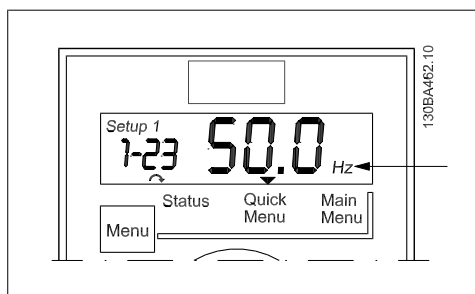 130BA462.10
Setup 1
1-23 50.0 Hz
Status Quick Menu Main Menu
Menu